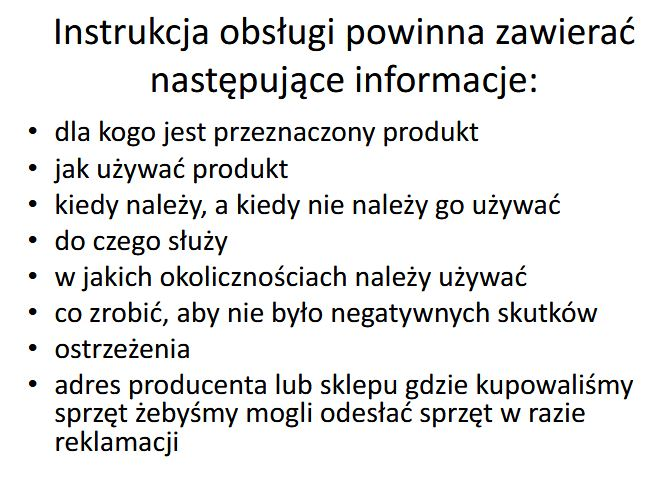 Instrukcja obsługi powinna zawierać
następujące informacje:
• dla kogo jest przeznaczony produkt
• jak używać produkt
• kiedy należy, a kiedy nie należy go używać
• do czego służy
• w jakich okolicznościach należy używać
• co zrobić, aby nie było negatywnych skutków
• ostrzeżenia
• adres producenta lub sklepu gdzie kupowaliśmy
sprzęt żebyśmy mogli odesłać sprzęt w razie
reklamacji